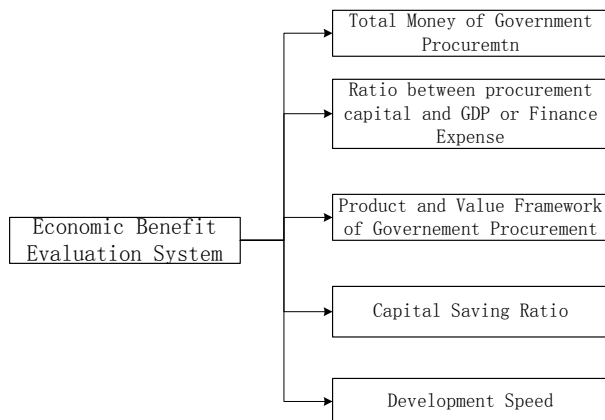 Total Money of Government
Procuremtn
Ratio between procurement
capital and GDP or Finance
Expense
Economic Benefit
Evaluation System
Product and Value Framework
of Governement Procurement
Capital Saving Ratio
Development Speed